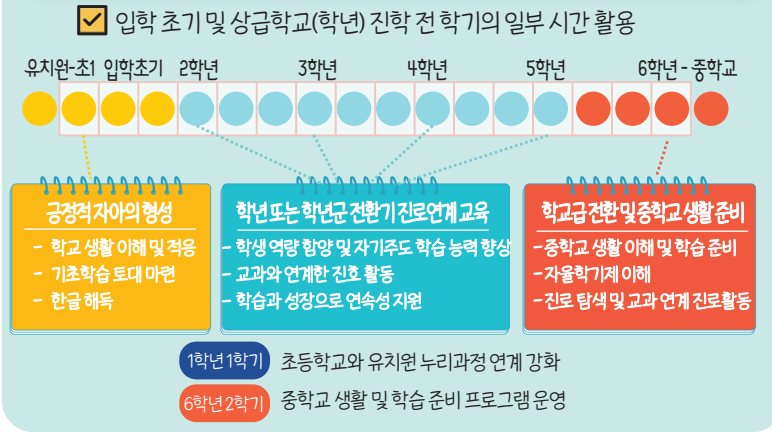 입학 초기 및 상급학교(학년) 진학 전 학기의 일부 시간 활용
유치원-초1 입학초기 2학년 3학년 4학년 5학년 6학년 - 중학교
긍정적 자아의 형성
- 학교 생활 이해 및 적응
- 기초학습 토대 마련
- 한글 해득
학년 또는 학년군 전환기 진로연계 교육
- 학생 역량 함양 및 자기주도 학습 능력 향상
- 교과와 연계한 진호 활동
- 학습과 성장으로 연속성 지원
학교급 전환 및 중학교 생활 준비
- 중학교 생활 이해 및 학습 준비
- 자율학기제 이해
- 진로 탐색 및 교과 연계 진로활동
1학년 1학기 초등학교와 유치원 누리과정 연계 강화
6학년 2학기 중학교 생활 및 학습 준비 프로그램 운영